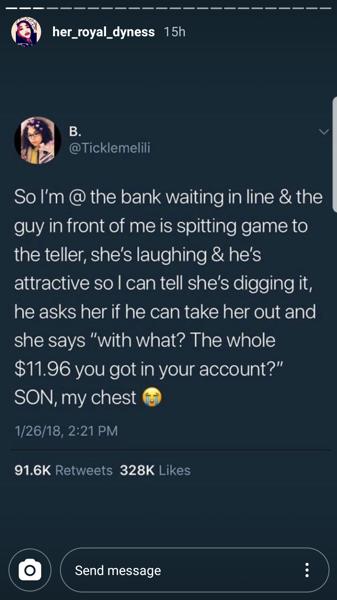 her_royal_dyness 15h
B.
@Ticklemelili
So I'm @ the bank waiting in line & the
guy in front of me is spitting game to
the teller, she's laughing & he's
attractive so I can tell she's digging it,
he asks her if he can take her out and
she says "with what? The whole
$11.96 you got in your account?"
SON, my chest 😭
1/26/18, 2:21 PM
91.6K Retweets 328K Likes
Send message